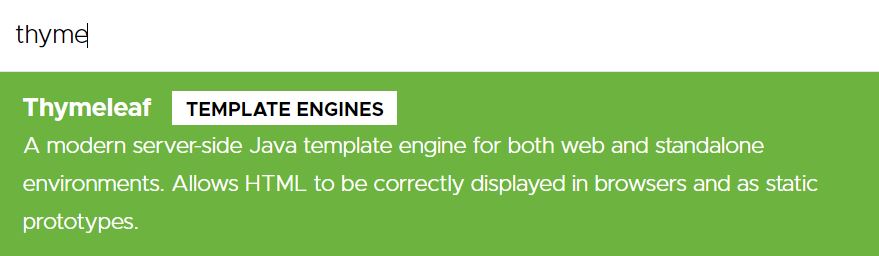 thyme
Thymeleaf TEMPLATE ENGINES
A modern server-side Java template engine for both web and standalone
environments. Allows HTML to be correctly displayed in browsers and as static
prototypes.